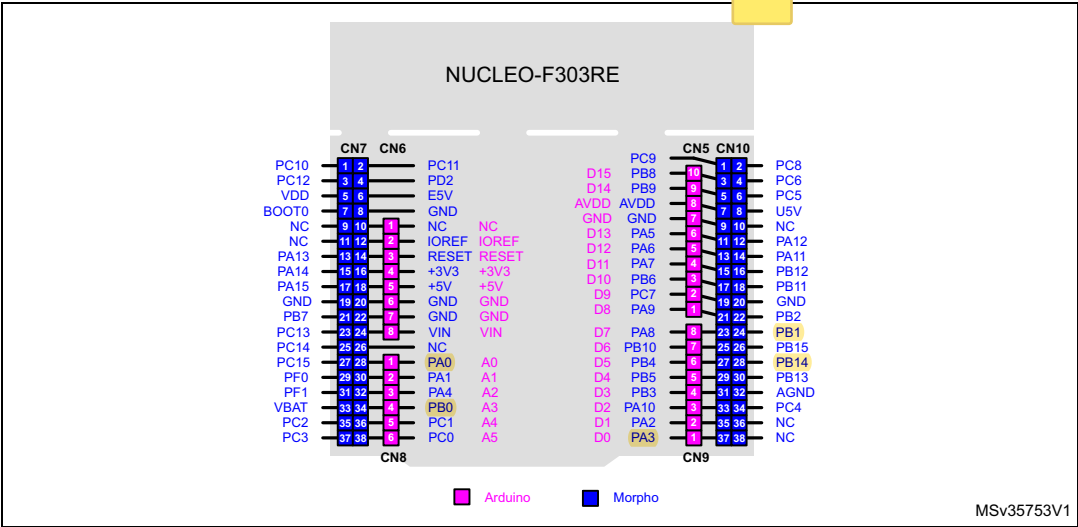 NUCLEO-F303RE
CN7 CN6 CN5 CN10
PC9
PC10 1 2 PC11 1 2 PC8
PC12 3 4 PD2 D15 PB8 10 3 4 PC6
VDD 5 6 E5V D14 PB9 9 5 6 PC5
BOOT0 7 8 GND AVDD AVDD 8 7 8 U5V
NC 9 10 1 NC NC GND GND 7 9 10 NC
NC 11 12 2 IOREF IOREF D13 PA5 6 11 12 PA12
PA13 13 14 3 RESET RESET D12 PA6 5 13 14 PA11
PA14 15 16 4 +3V3 +3V3 D11 PA7 4 15 16 PB12
PA15 17 18 5 +5V +5V D10 PB6 3 17 18 PB11
GND 19 20 6 GND GND D9 PC7 2 19 20 GND
PB7 21 22 7 GND GND D8 PA9 1 21 22 PB2
PC13 23 24 8 VIN VIN D7 PA8 8 23 24 PB1
PC14 25 26 NC D6 PB10 7 25 26 PB15
PC15 27 28 1 PA0 A0 D5 PB4 6 27 28 PB14
PF0 29 30 2 PA1 A1 D4 PB5 5 29 30 PB13
PF1 31 32 3 PA4 A2 D3 PB3 4 31 32 AGND
VBAT 33 34 4 PB0 A3 D2 PA10 3 33 34 PC4
PC2 35 36 5 PC1 A4 D1 PA2 2 35 36 NC
PC3 37 38 6 PC0 A5 D0 PA3 1 37 38 NC
CN8 CN9
Arduino Morpho
MSv35753V1